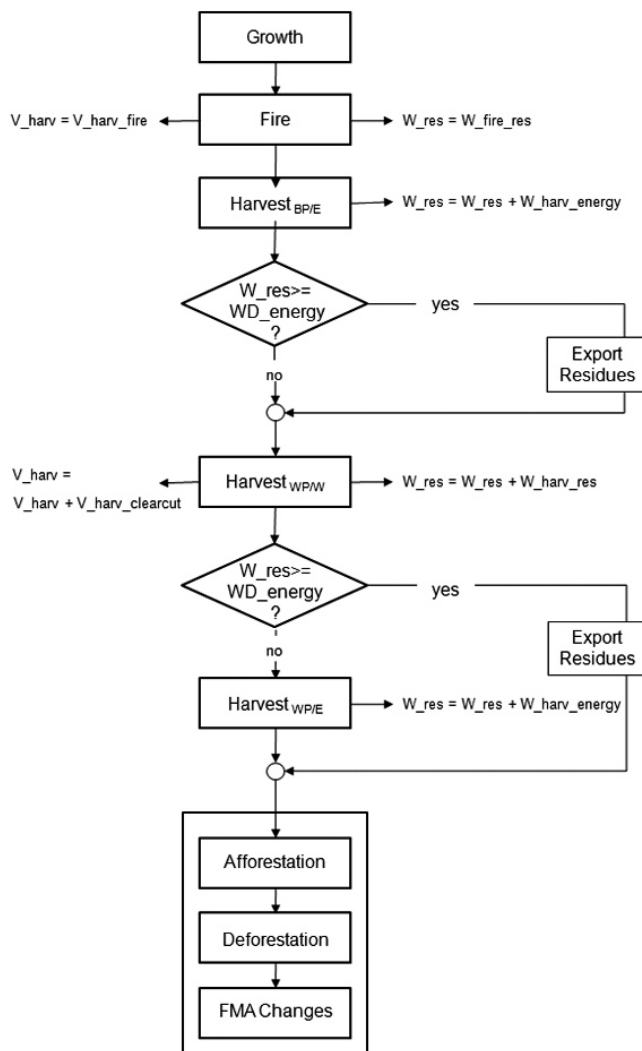 Growth
V_harv = V_harv_fire
Fire
W_res = W_fire_res
Harvest BP/E
W_res = W_res + W_harv_energy
W_res>=
WD_energy
?
yes
Export
Residues
no
V_harv =
V_harv + V_harv_clearcut
Harvest WP/W
W_res = W_res + W_harv_res
W_res>=
WD_energy
?
yes
Export
Residues
no
Harvest WP/E
W_res = W_res + W_harv_energy
Afforestation
Deforestation
FMA Changes